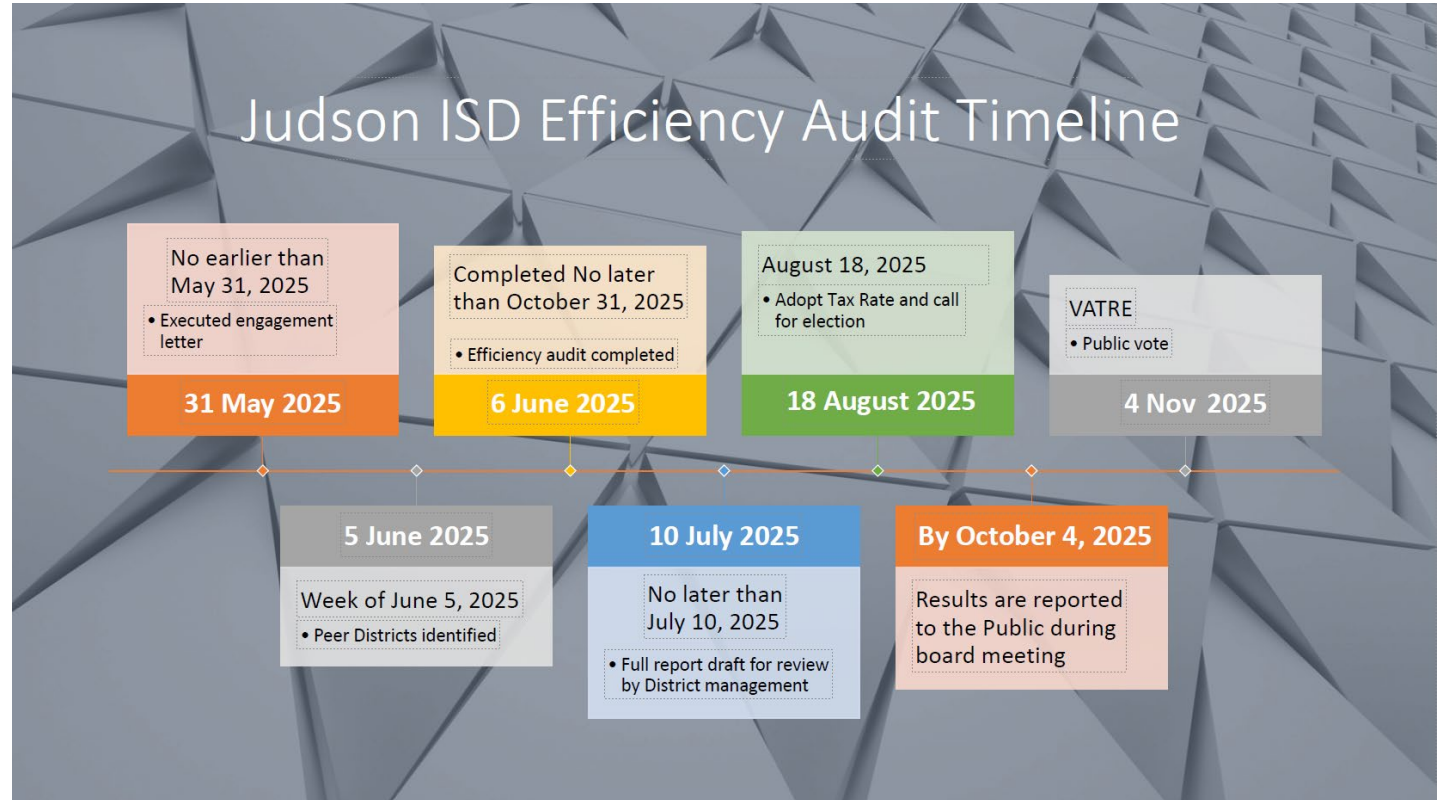 Judson ISD Efficiency Audit Timeline
No earlier than
May 31, 2025
• Executed engagement
letter
31 May 2025
5 June 2025
Week of June 5, 2025
• Peer Districts identified
Completed No later
than October 31, 2025
• Efficiency audit completed
6 June 2025
10 July 2025
No later than
July 10, 2025
• Full report draft for review
by District management
August 18, 2025
• Adopt Tax Rate and call
for election
18 August 2025
By October 4, 2025
Results are reported
to the Public during
board meeting
VATRE
• Public vote
4 Nov 2025